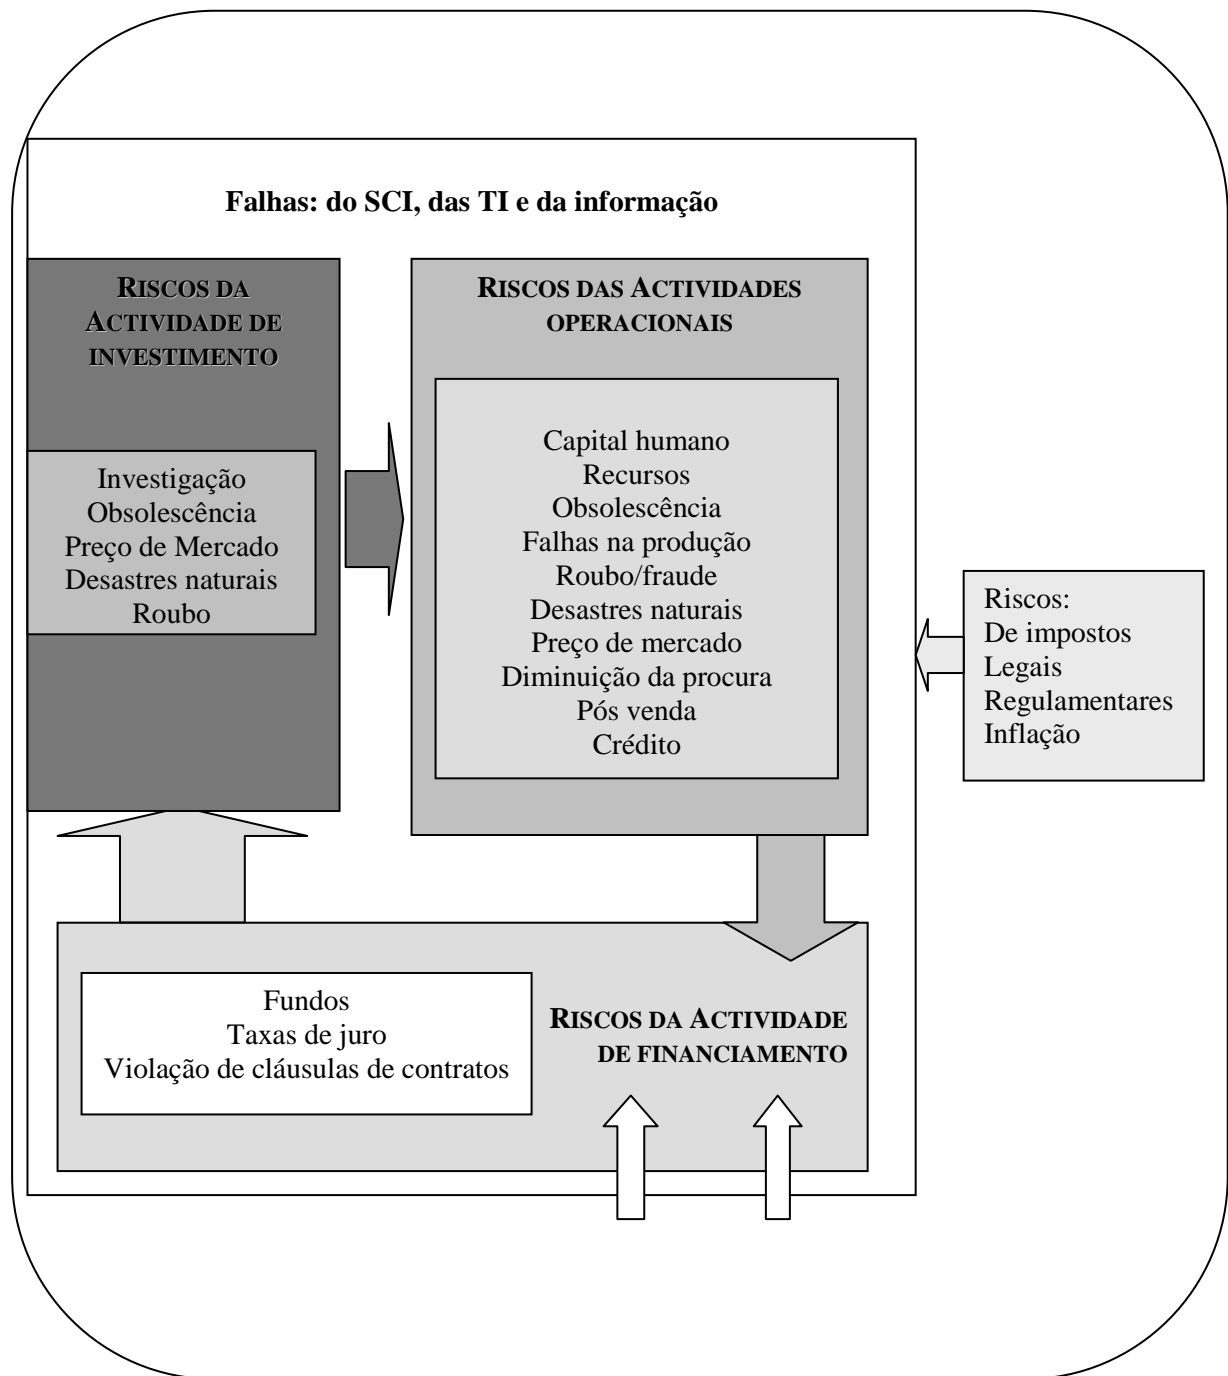 Falhas: do SCI, das TI e da informação
RISCOS DA
ACTIVIDADE DE
INVESTIMENTO
Investigação
Obsolescência
Preço de Mercado
Desastres naturais
Roubo
RISCOS DAS ACTIVIDADES
OPERACIONAIS
Capital humano
Recursos
Obsolescência
Falhas na produção
Roubo/fraude
Desastres naturais
Preço de mercado
Diminuição da procura
Pós venda
Crédito
Riscos:
De impostos
Legais
Regulamentares
Inflação
Fundos
Taxas de juro
Violação de cláusulas de contratos
RISCOS DA ACTIVIDADE
DE FINANCIAMENTO